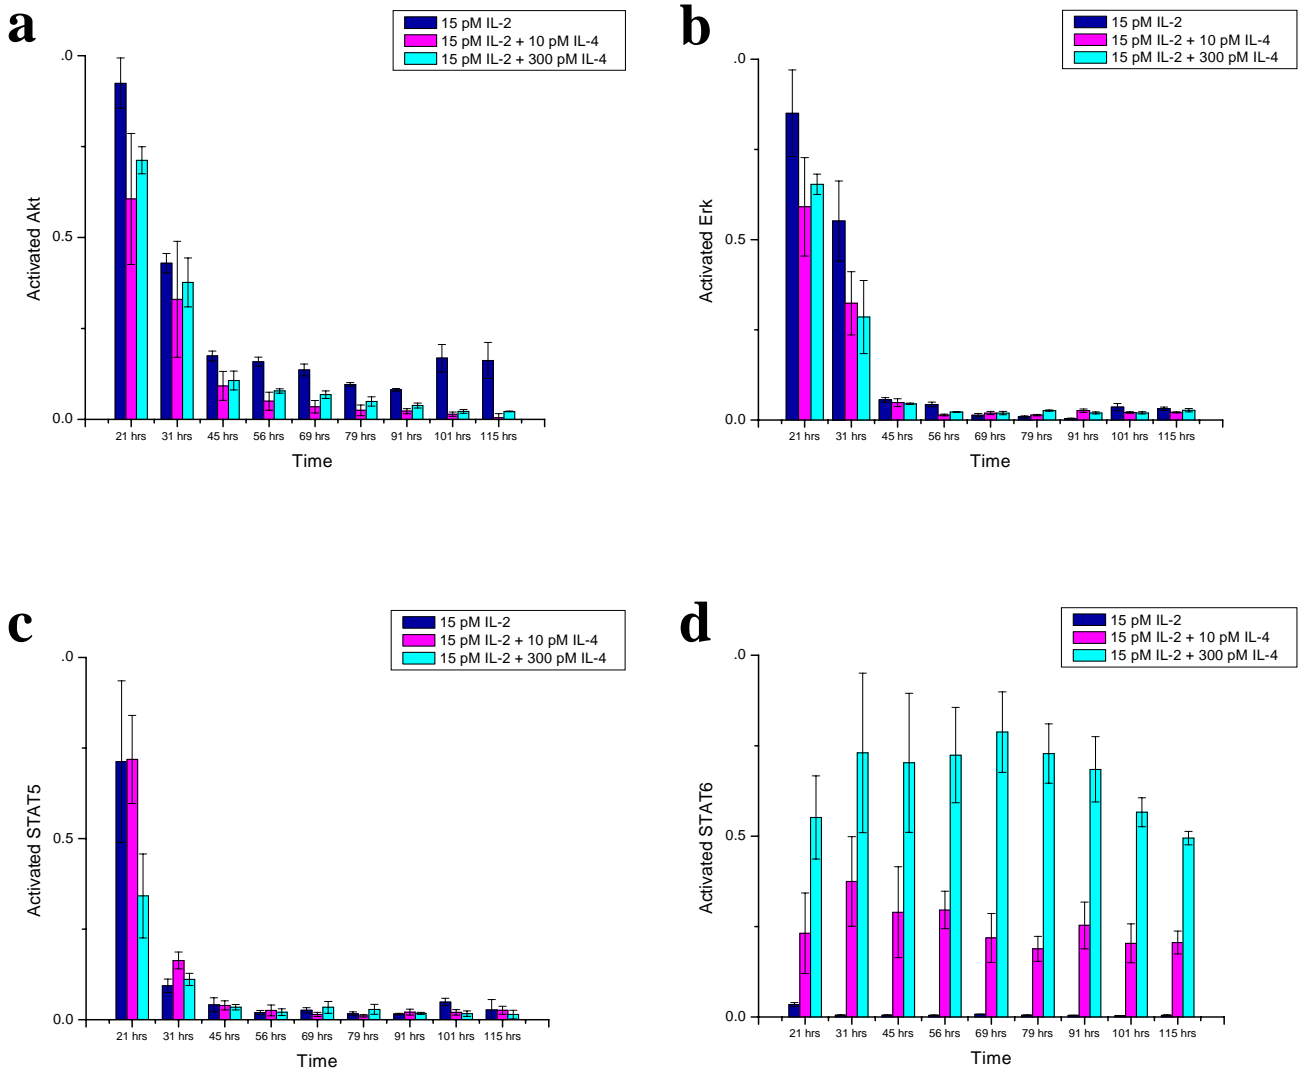 a
15 pM IL-2
15 pM IL-2 + 10 pM IL-4
15 pM IL-2 + 300 pM IL-4
.0
0.5
0.0
Activated Akt
21 hrs 31 hrs 45 hrs 56 hrs 69 hrs 79 hrs 91 hrs 101 hrs 115 hrs
Time
b
15 pM IL-2
15 pM IL-2 + 10 pM IL-4
15 pM IL-2 + 300 pM IL-4
.0
0.5
0.0
Activated Erk
21 hrs 31 hrs 45 hrs 56 hrs 69 hrs 79 hrs 91 hrs 101 hrs 115 hrs
Time
c
15 pM IL-2
15 pM IL-2 + 10 pM IL-4
15 pM IL-2 + 300 pM IL-4
.0
0.5
0.0
Activated STAT5
21 hrs 31 hrs 45 hrs 56 hrs 69 hrs 79 hrs 91 hrs 101 hrs 115 hrs
Time
d
15 pM IL-2
15 pM IL-2 + 10 pM IL-4
15 pM IL-2 + 300 pM IL-4
.0
0.5
0.0
Activated STAT6
21 hrs 31 hrs 45 hrs 56 hrs 69 hrs 79 hrs 91 hrs 101 hrs 115 hrs
Time